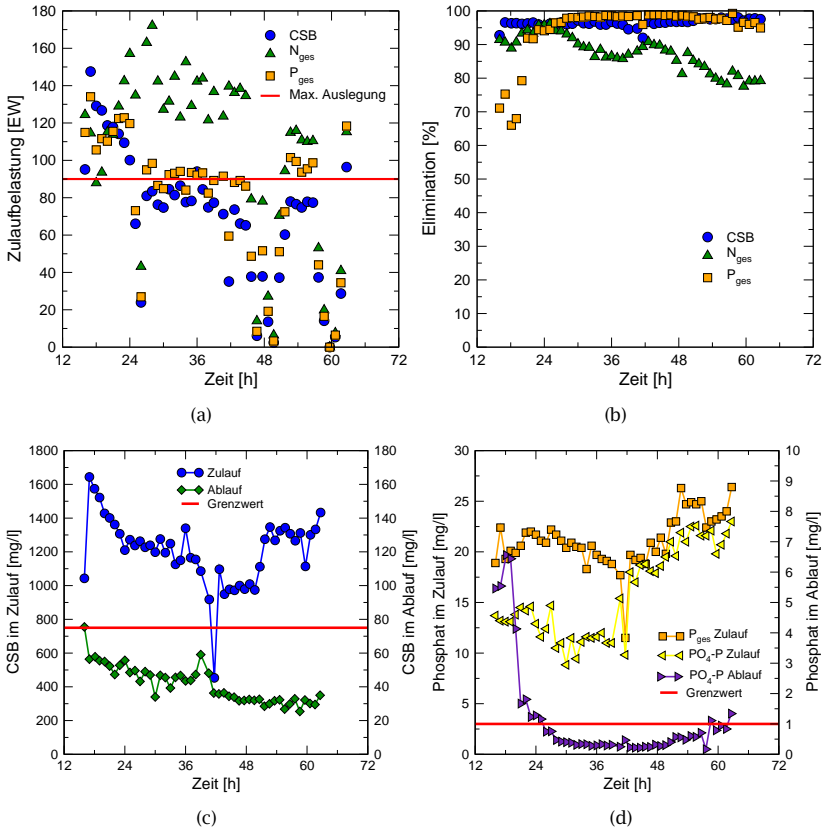 Zulaufbelastung [EW]
180
160
140
120
100
80
60
40
20
0
CSB
N_ges
P_ges
Max. Auslegung
12 24 36 48 60 72
Zeit [h]
(a)
Elimination [%]
100
90
80
70
60
50
40
30
20
10
0
CSB
N_ges
P_ges
12 24 36 48 60 72
Zeit [h]
(b)
CSB im Zulauf [mg/l]
1800
1600
1400
1200
1000
800
600
400
200
0
Zulauf
Ablauf
Grenzwert
180
160
140
120
100
80
60
40
20
0
CSB im Ablauf [mg/l]
12 24 36 48 60 72
Zeit [h]
(c)
Phosphat im Zulauf [mg/l]
30
25
20
15
10
5
0
P_ges Zulauf
PO4-P Zulauf
PO4-P Ablauf
Grenzwert
10
9
8
7
6
5
4
3
2
1
0
Phosphat im Ablauf [mg/l]
12 24 36 48 60 72
Zeit [h]
(d)